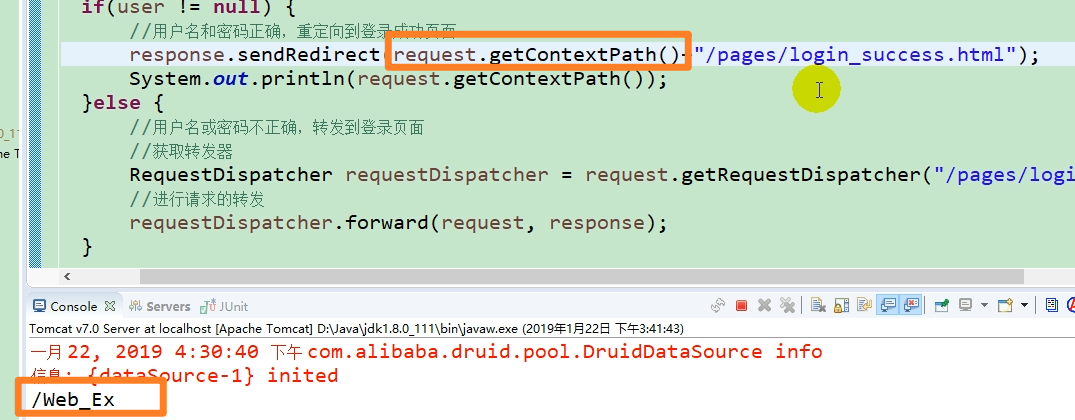 if(user != null) {
//用户名和密码正确，重定向到登录成功页面
response.sendRedirect(request.getContextPath()+"/pages/login_success.html");
System.out.println(request.getContextPath());
}else {
//用户名或密码不正确，转发到登录页面
//获取转发器
RequestDispatcher requestDispatcher = request.getRequestDispatcher("/pages/logi
//进行请求的转发
requestDispatcher.forward(request, response);
}
Console Servers JUnit
Tomcat v7.0 Server at localhost [Apache Tomcat] D:\Java\jdk1.8.0_111\bin\javaw.exe (2019年1月22日 下午3:41:43)
一月 22, 2019 4:30:40 下午 com.alibaba.druid.pool.DruidDataSource info
信息: {dataSource-1} inited
/Web_Ex